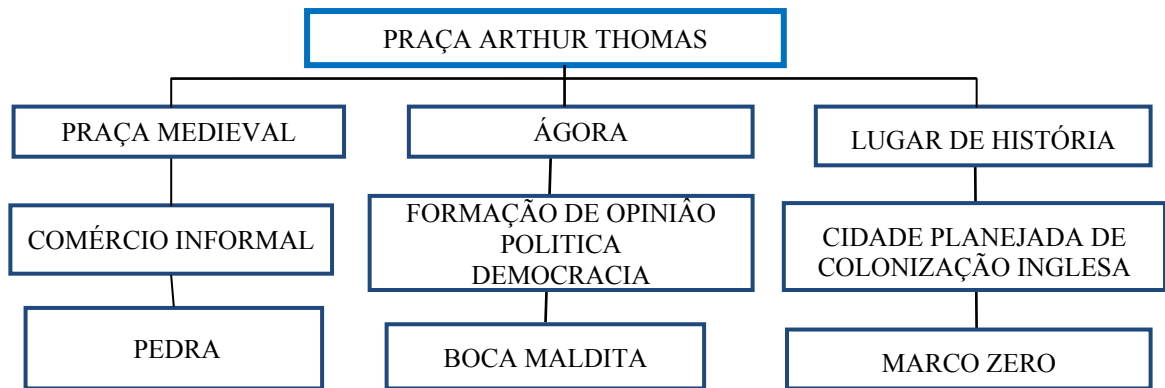 PRAÇA ARTHUR THOMAS
PRAÇA MEDIEVAL
ÁGORA
LUGAR DE HISTÓRIA
COMÉRCIO INFORMAL
FORMAÇÃO DE OPINIÂO
POLITICA
DEMOCRACIA
CIDADE PLANEJADA DE
COLONIZAÇÃO INGLESA
PEDRA
BOCA MALDITA
MARCO ZERO